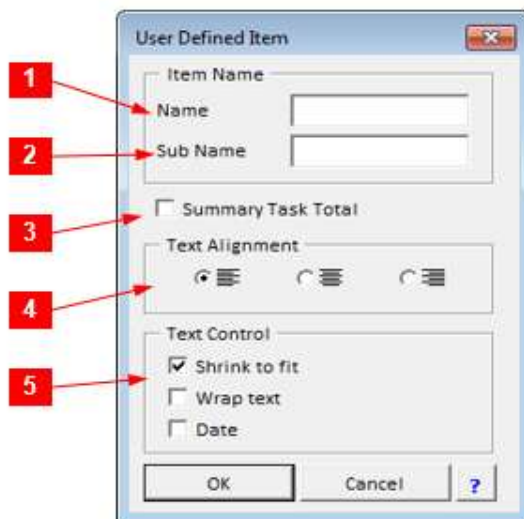 User Defined Item
Item Name
1
Name
2
Sub Name
3
Summary Task Total
Text Alignment
4
Text Control
5
Shrink to fit
Wrap text
Date
OK Cancel ?